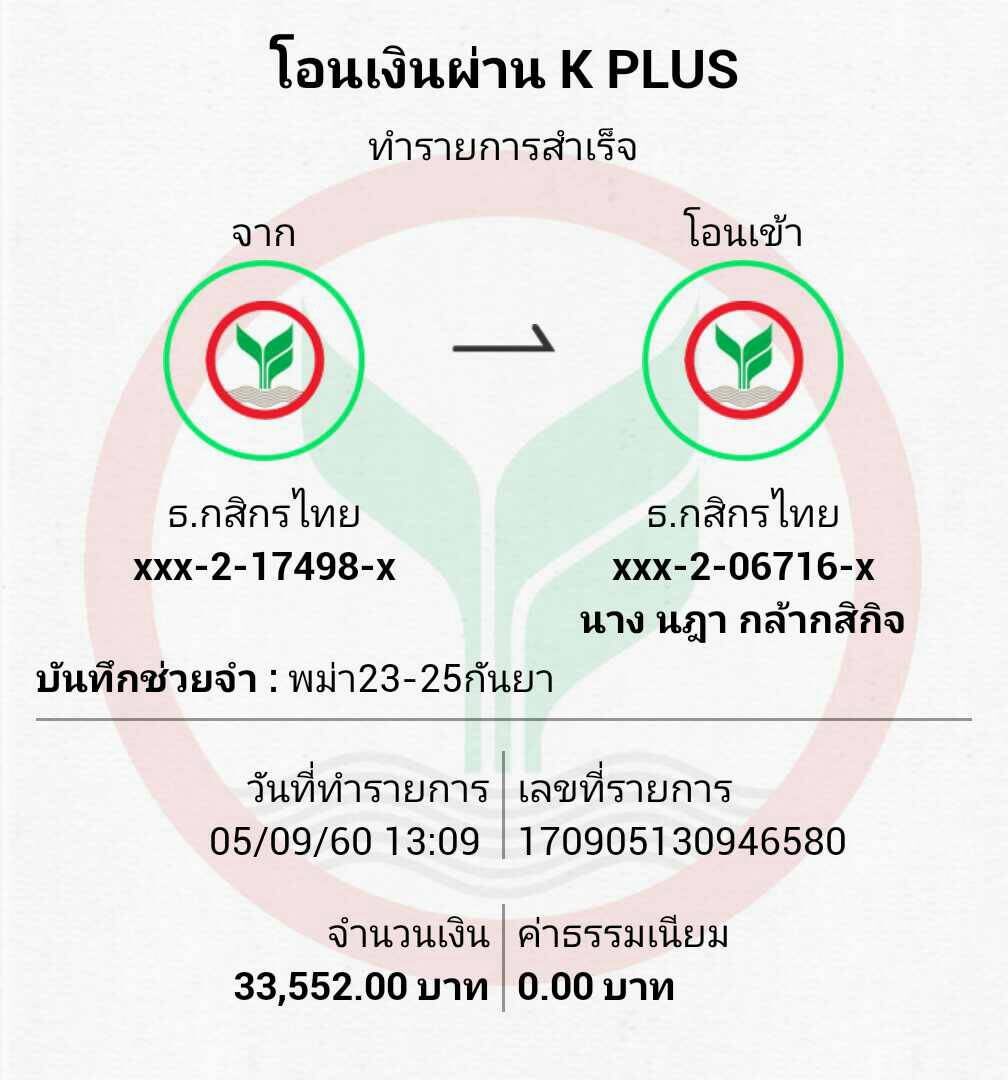 โอนเงินผ่าน K PLUS
ทำรายการสำเร็จ
จาก
โอนเข้า
ธ.กสิกรไทย
xxx-2-17498-x
ธ.กสิกรไทย
xxx-2-06716-x
นาง นฎา กล้ากสิกิจ
บันทึกช่วยจำ : พม่า23-25กันยา
วันที่ทำรายการ
05/09/60 13:09
เลขที่รายการ
170905130946580
จำนวนเงิน
33,552.00 บาท
ค่าธรรมเนียม
0.00 บาท